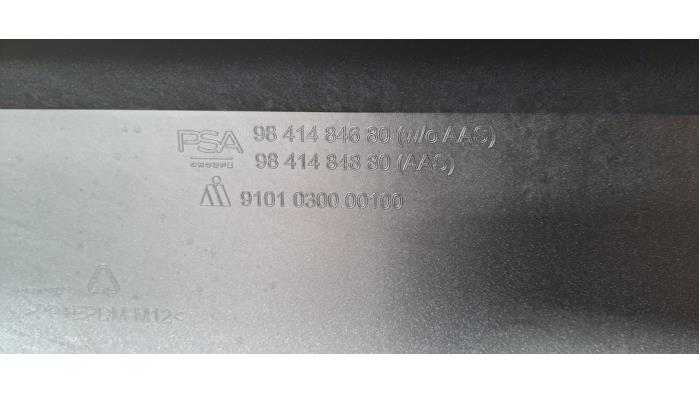 PSA 98 414 846 80 (w/o AAS)
GROUPE 98 414 848 80 (AAS)
9101 0300 00100